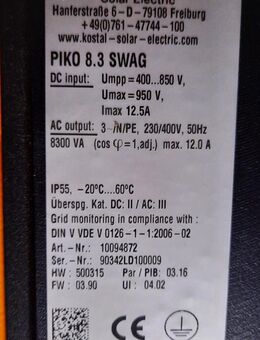 Solar Electric
Hanferstraße 6-D-79108 Freiburg
+49(0)761-47744-100
www.kostal-solar-electric.com
PIKO 8.3 SWAG
DC input: Umpp = 400...850 V,
Umax = 950 V,
Imax 12.5A
AC output: 3~/N/PE, 230/400V, 50Hz
8300 VA (cos φ=1,adj.) max. 12.0 A
IP55, -20°C...60°C
Überspg. Kat. DC: II / AC: III
Grid monitoring in compliance with :
DIN V VDE V 0126-1-1:2006-02
Art.-Nr.: 10094872
Ser.-Nr.: 90342LD100009
HW : 500315 Par / PIB: 03.16
FW : 03.90 UI : 04.02
CE